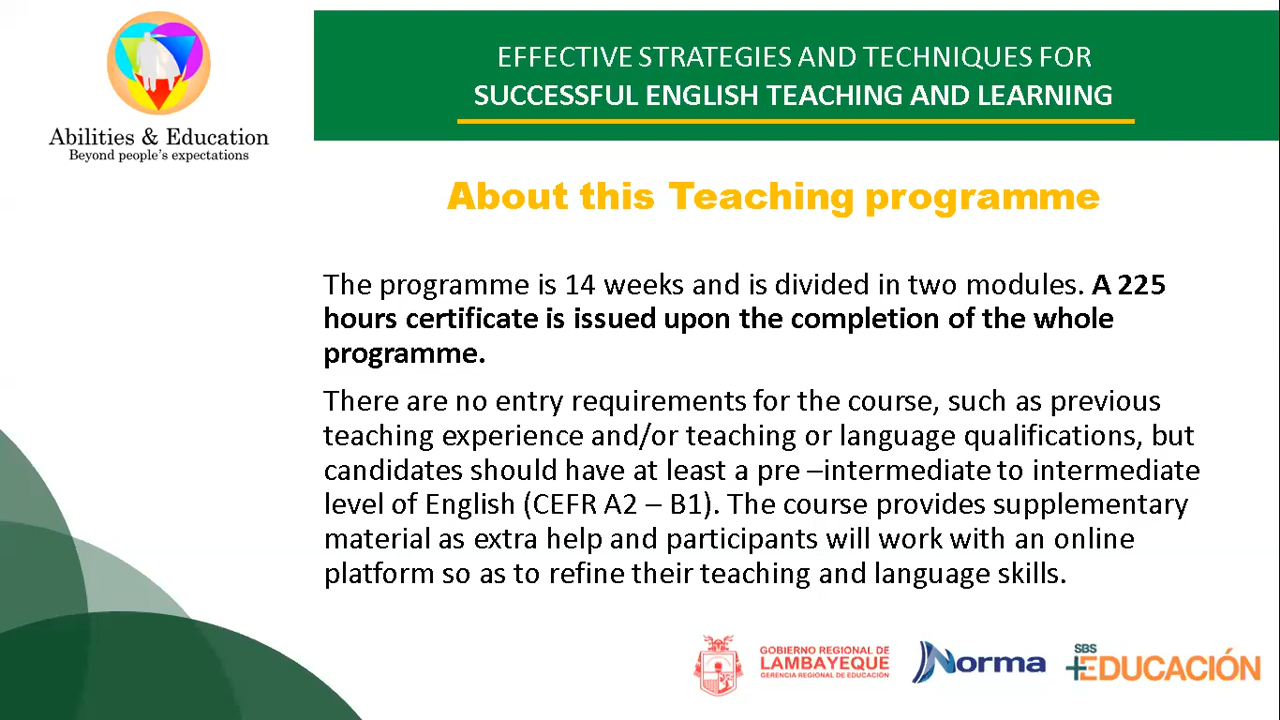 Abilities & Education
Beyond people's expectations
EFFECTIVE STRATEGIES AND TECHNIQUES FOR
SUCCESSFUL ENGLISH TEACHING AND LEARNING
About this Teaching programme
The programme is 14 weeks and is divided in two modules. A 225
hours certificate is issued upon the completion of the whole
programme.
There are no entry requirements for the course, such as previous
teaching experience and/or teaching or language qualifications, but
candidates should have at least a pre –intermediate to intermediate
level of English (CEFR A2 – B1). The course provides supplementary
material as extra help and participants will work with an online
platform so as to refine their teaching and language skills.
GOBIERNO REGIONAL DE
LAMBAYEQUE
GERENCIA REGIONAL DE EDUCACIÓN
Norma
SBS
+EDUCACIÓN